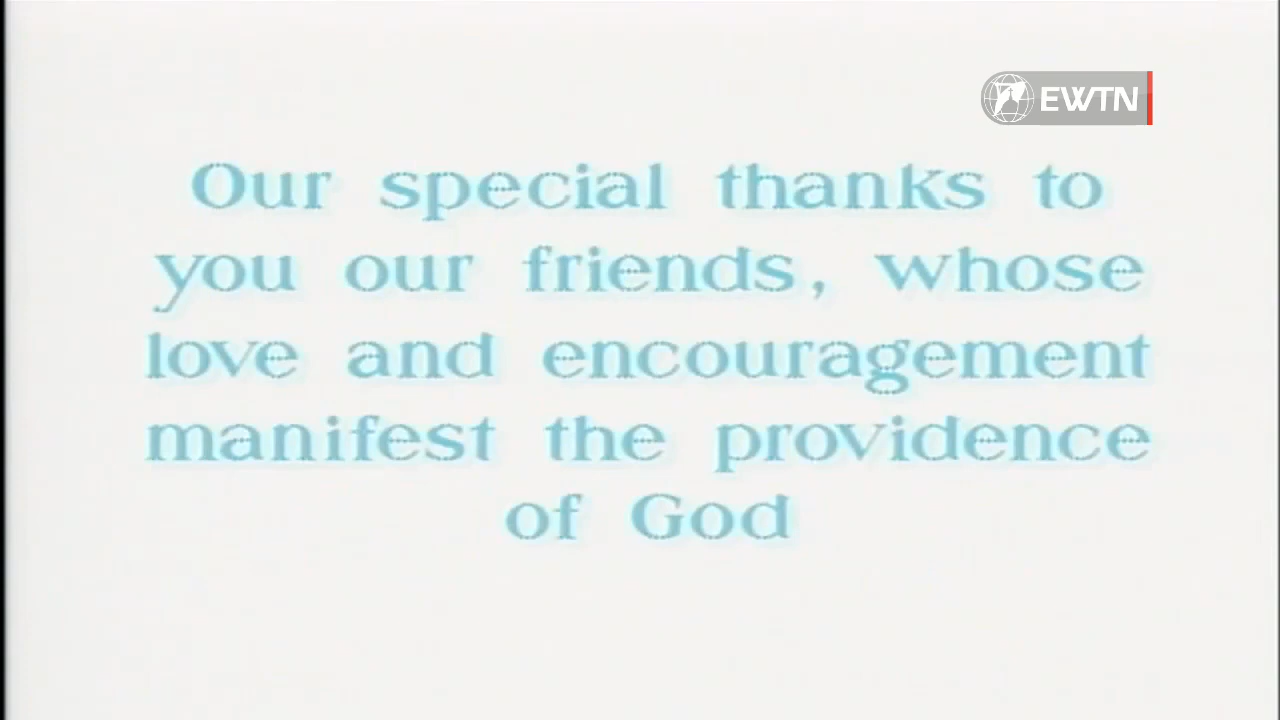 EWTN
Our special thanks to
you our friends, whose
love and encouragement
manifest the providence
of God